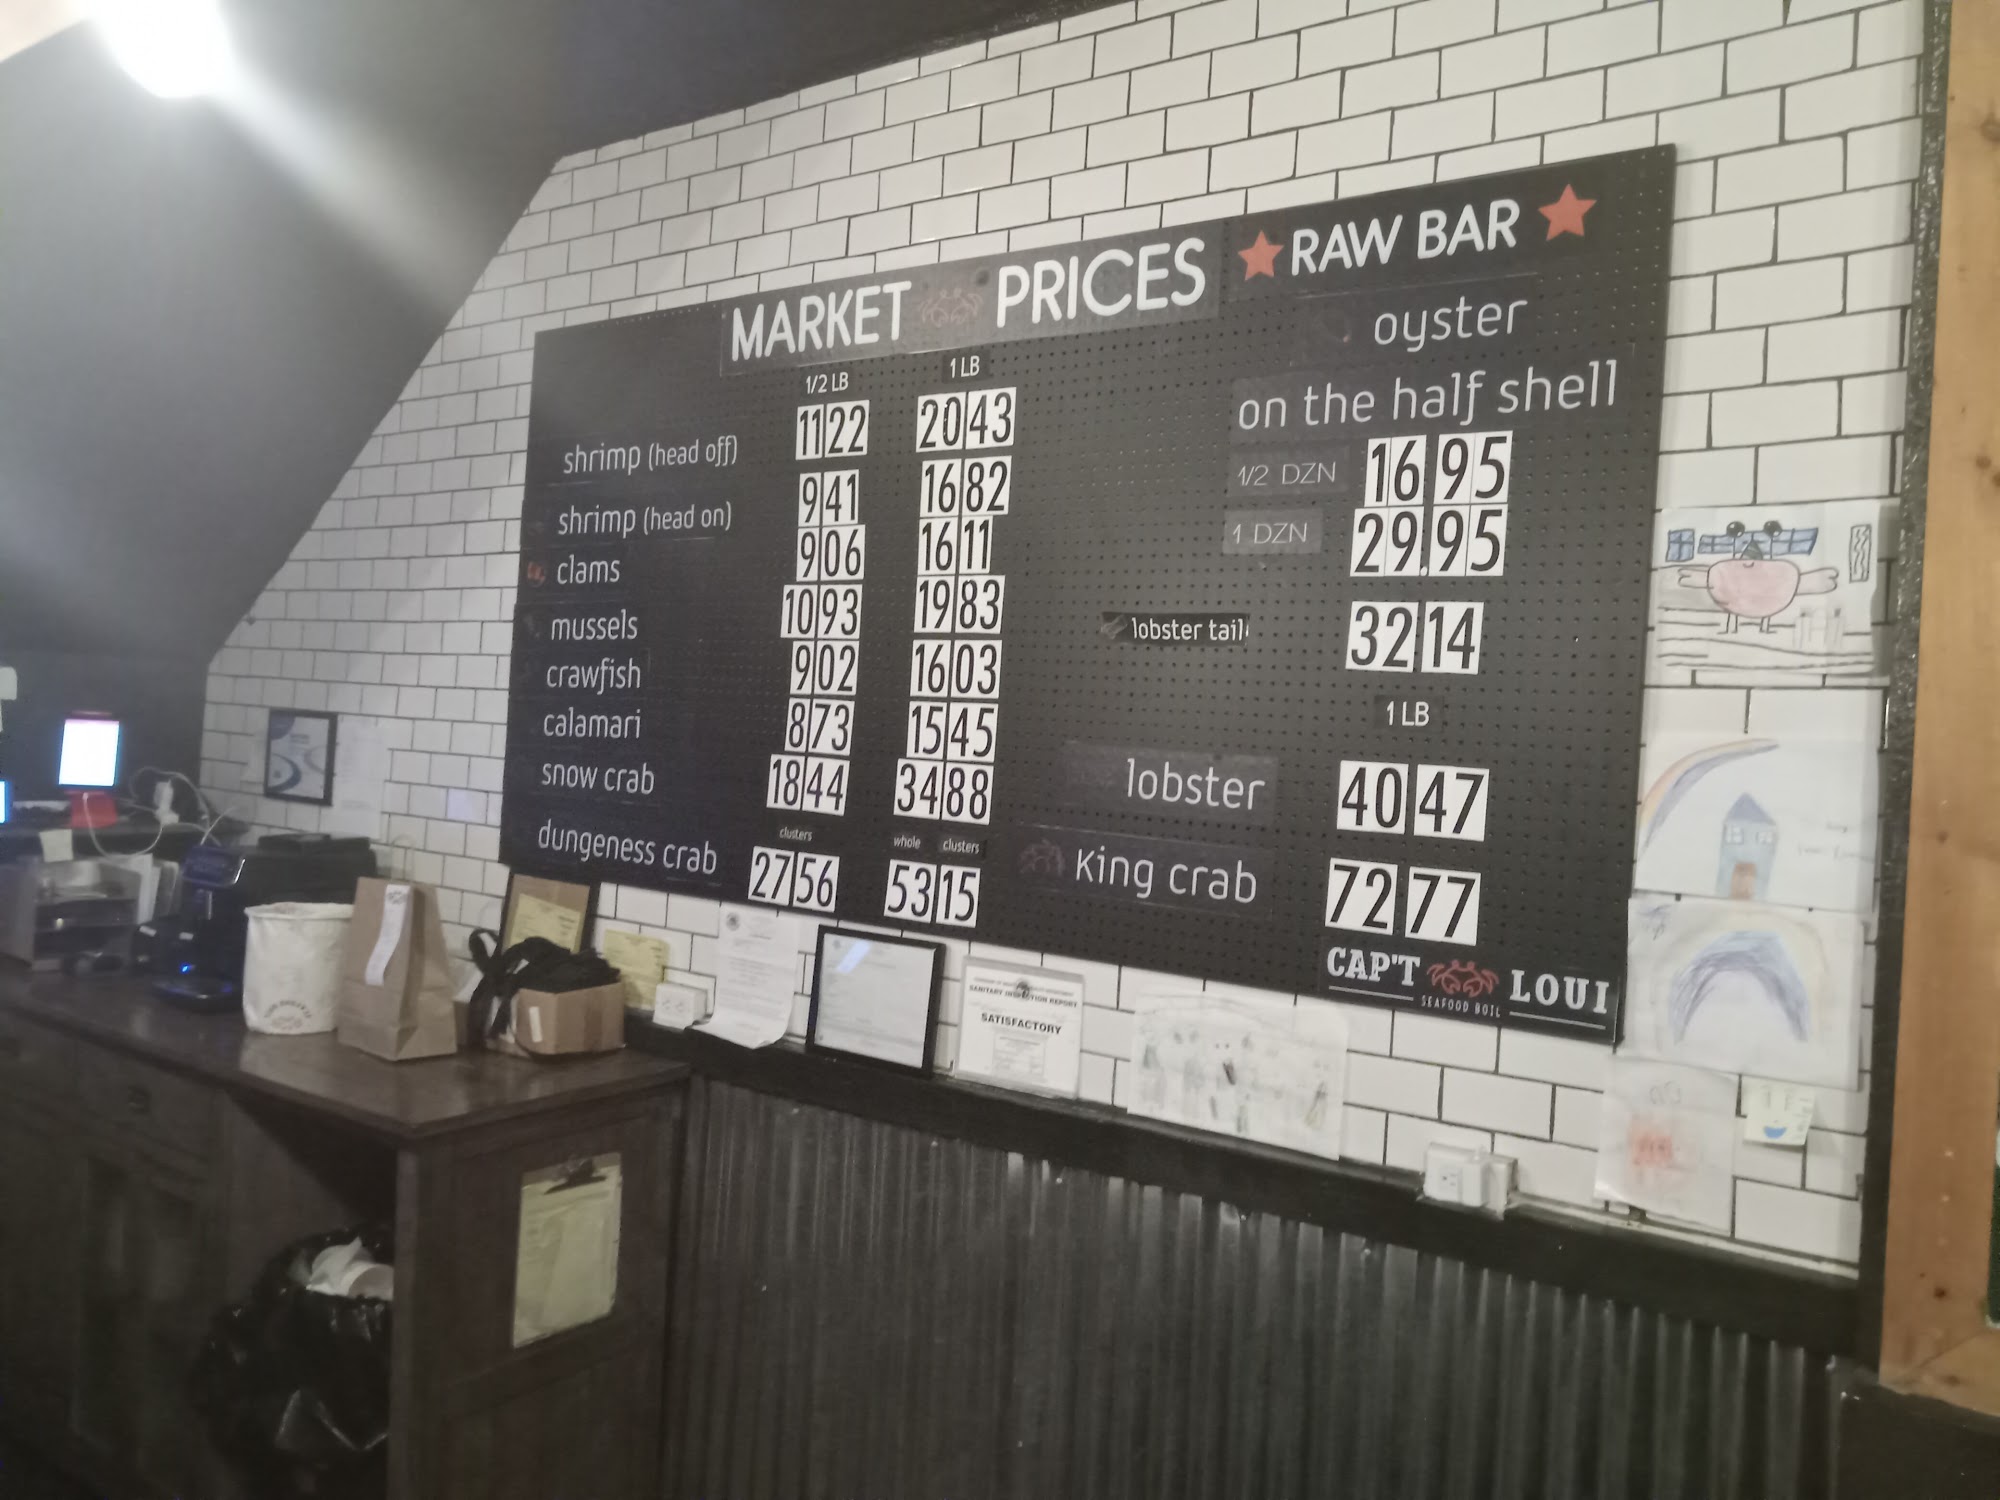 MARKET PRICES
1/2 LB 1 LB
shrimp (head off) 11 22 20 43
shrimp (head on) 9 41 16 82
clams 9 06 16 11
mussels 10 93 19 83
crawfish 9 02 16 03
calamari 8 73 15 45
snow crab 18 44 34 88
clusters whole clusters
dungeness crab 27 56 53 15
RAW BAR
oyster
on the half shell
1/2 DZN 16 95
1 DZN 29.95
lobster tail 32 14
1 LB
lobster 40 47
King crab 72 77
CAP'T LOUI
SEAFOOD BOIL
SANITARY INSPECTION REPORT
SATISFACTORY